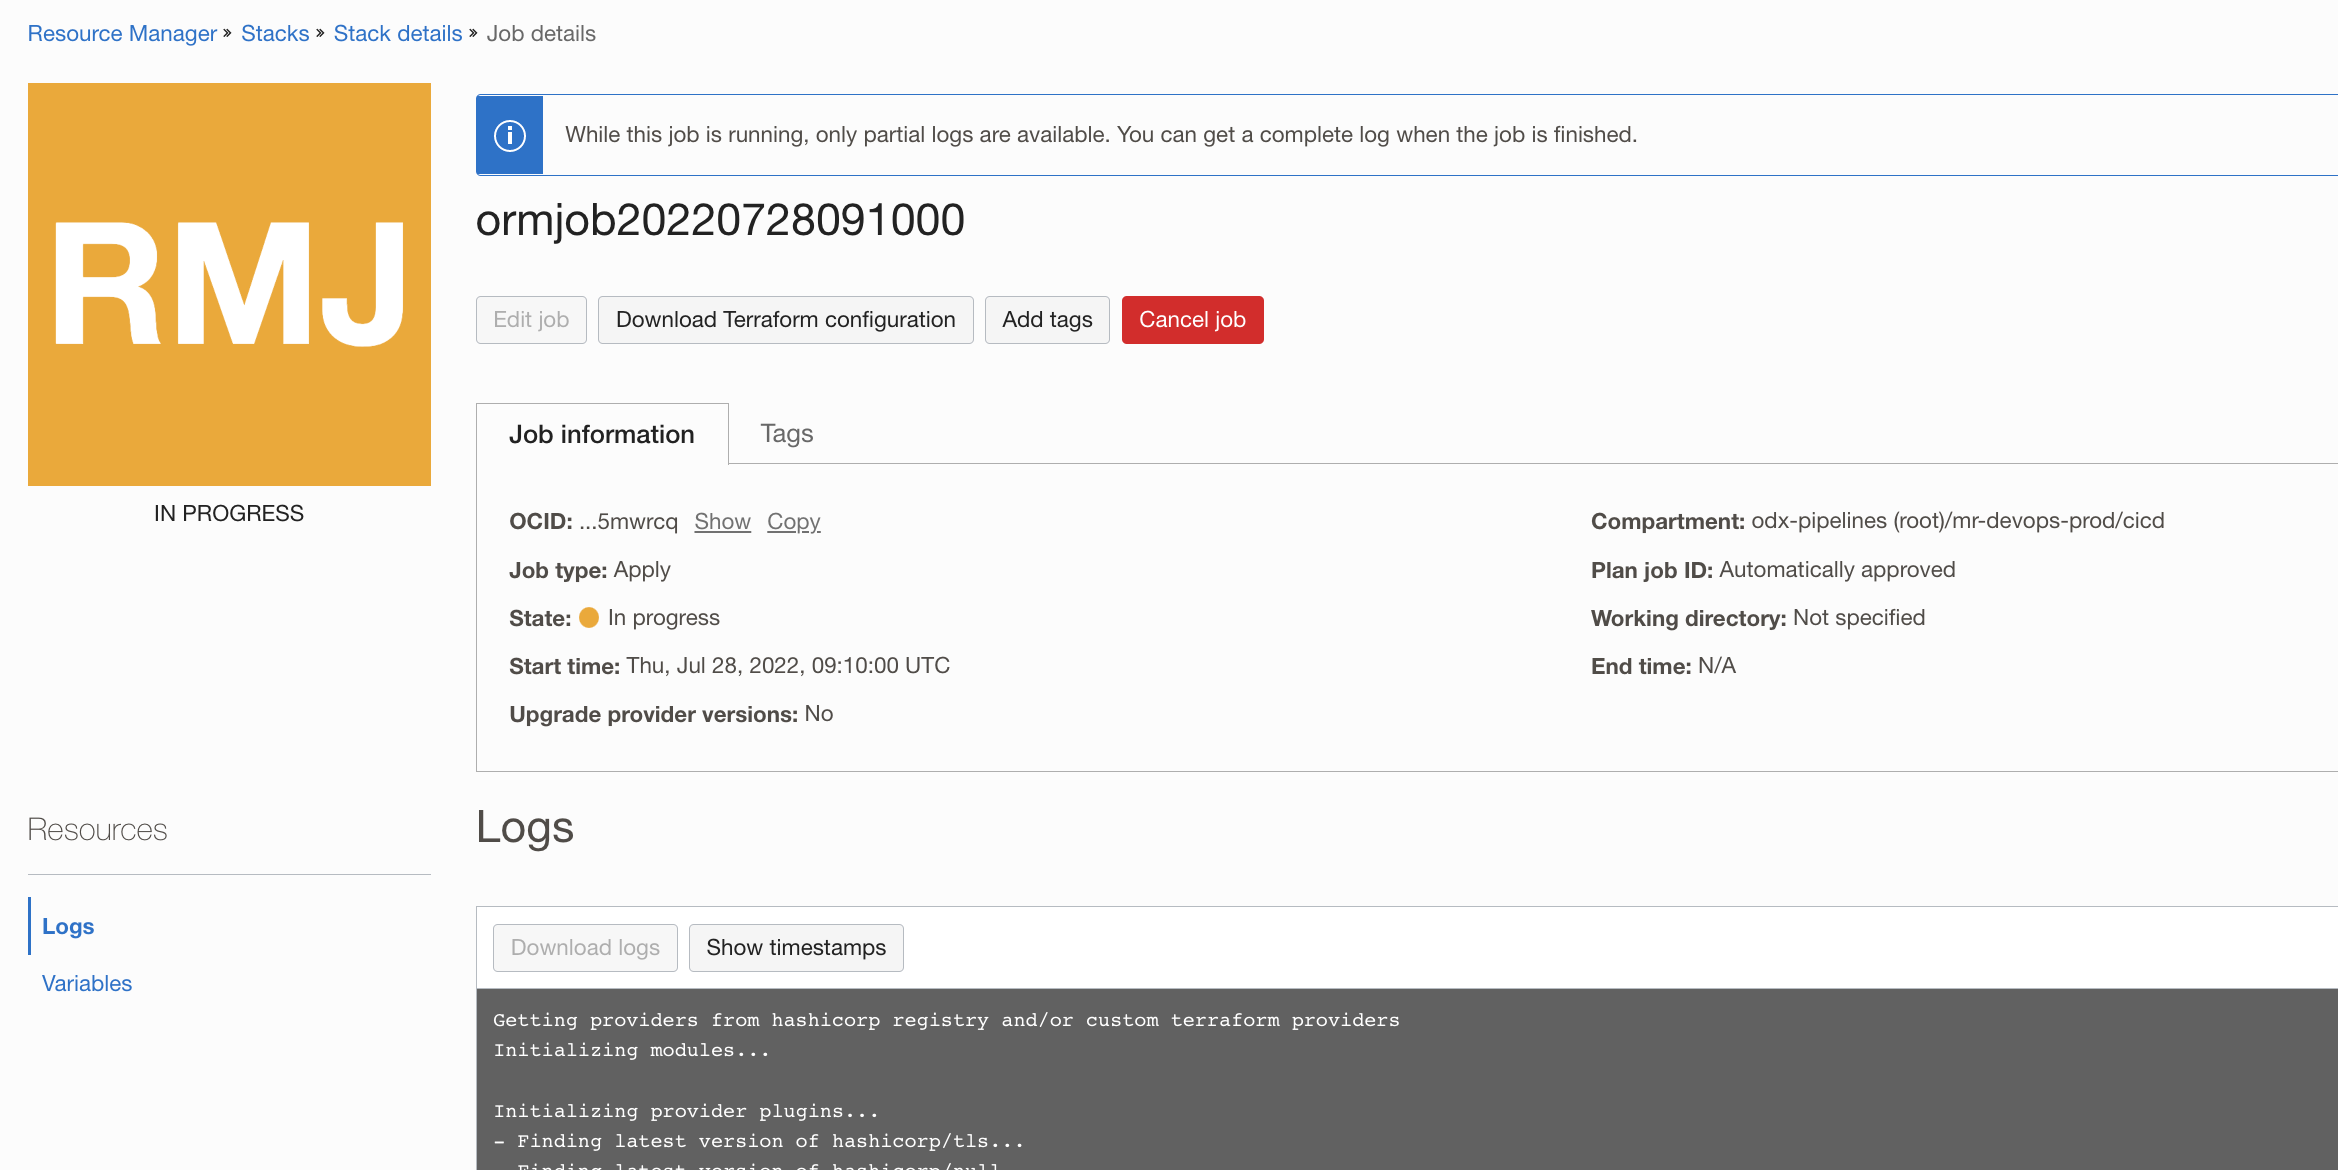 Resource Manager » Stacks » Stack details » Job details
RMJ
IN PROGRESS
While this job is running, only partial logs are available. You can get a complete log when the job is finished.
ormjob20220728091000
Edit job Download Terraform configuration Add tags Cancel job
Job information Tags
OCID: ...5mwrcq Show Copy
Job type: Apply
State: In progress
Start time: Thu, Jul 28, 2022, 09:10:00 UTC
Upgrade provider versions: No
Compartment: odx-pipelines (root)/mr-devops-prod/cicd
Plan job ID: Automatically approved
Working directory: Not specified
End time: N/A
Resources
Logs
Variables
Logs
Download logs Show timestamps
Getting providers from hashicorp registry and/or custom terraform providers
Initializing modules...
Initializing provider plugins...
- Finding latest version of hashicorp/tls...
Finding latest version of hashicorp/null